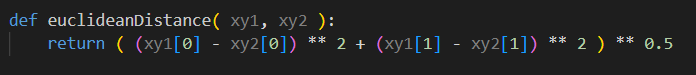 def euclideanDistance( xy1, xy2 ):
    return ( (xy1[0] - xy2[0]) ** 2 + (xy1[1] - xy2[1]) ** 2 ) ** 0.5